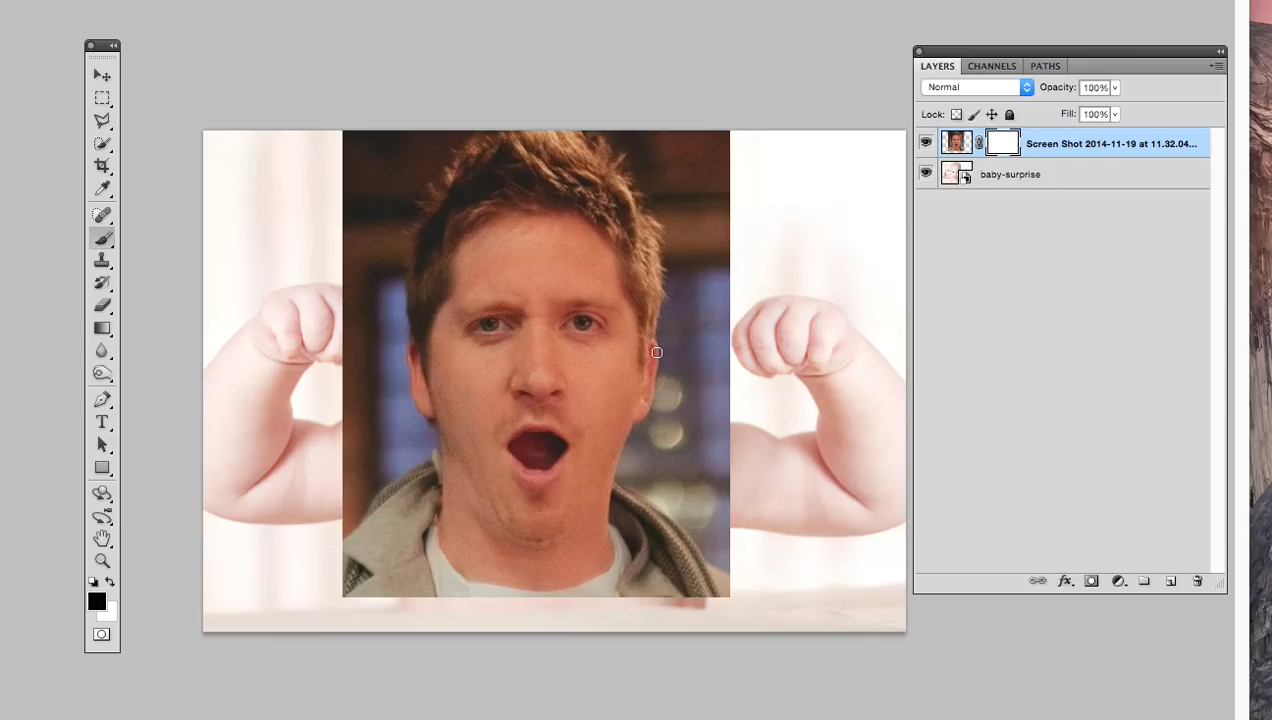 LAYERS CHANNELS PATHS
Normal Opacity: 100%
Lock: Fill: 100%
Screen Shot 2014-11-19 at 11.32.04...
baby-surprise
T
fx